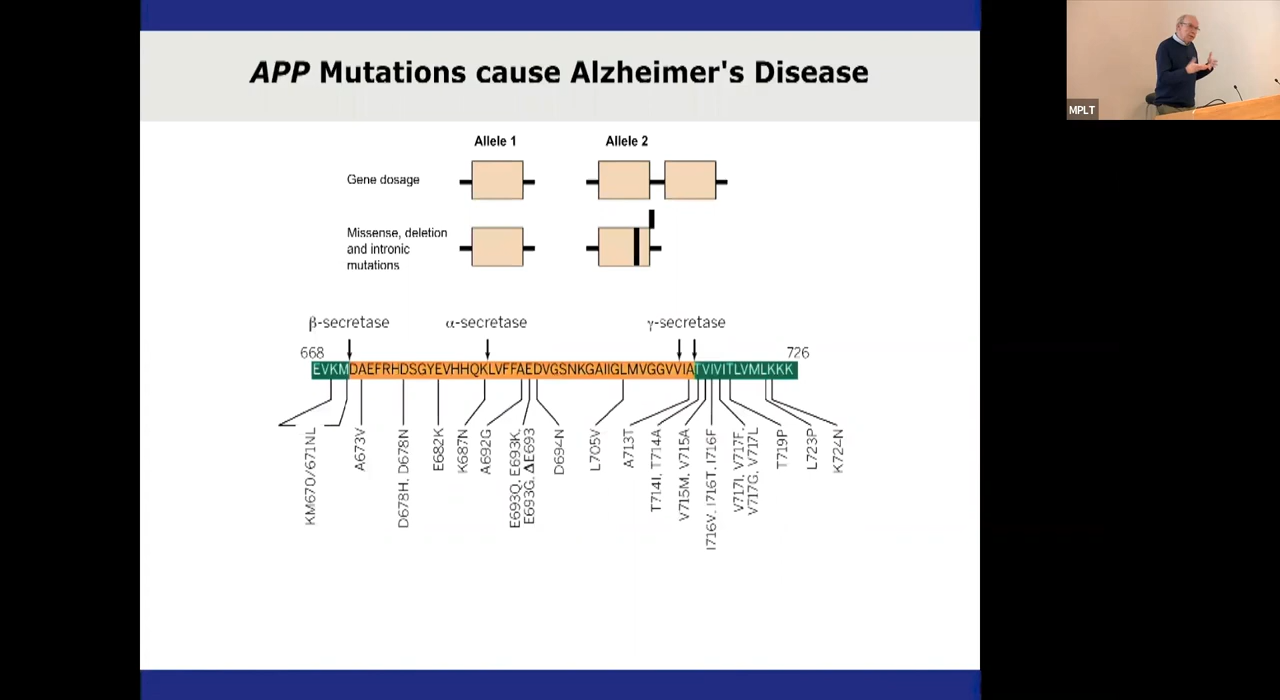 APP Mutations cause Alzheimer's Disease
MPLT
Allele 1
Allele 2
Gene dosage
Missense, deletion
and intronic
mutations
β-secretase
α-secretase
γ-secretase
668
726
EVKMDAEFRHDSGYEVHHQKLVFFAEDVGSNKGAIIGLMVGGVVIATVIVITLVMLKKK
KM670/671NL
A673V
D678H, D678N
E682K
K687N
A692G
E693Q, E693K,
E693G, ΔE693
D694N
L705V
A713T
T714I, T714A
V715M, V715A
I716V, I716T, I716F
V717I, V717F,
V717G, V717L
T719P
L723P
K724N